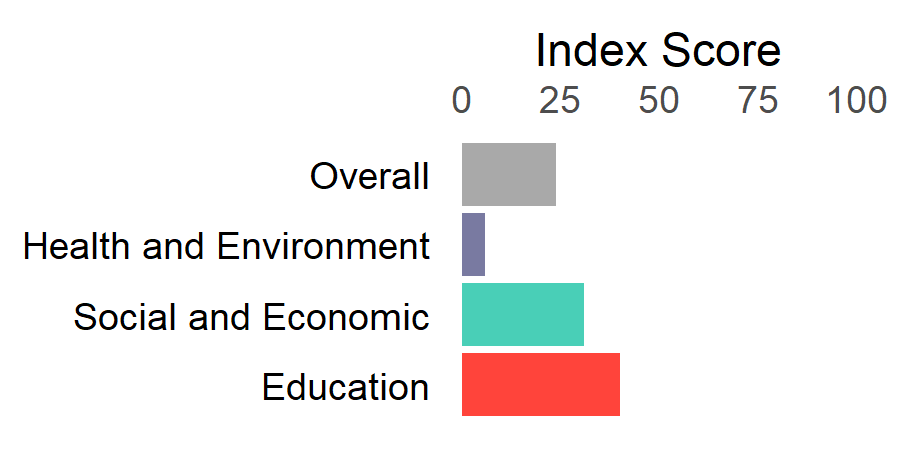 Index Score
0 25 50 75 100
Overall
Health and Environment
Social and Economic
Education